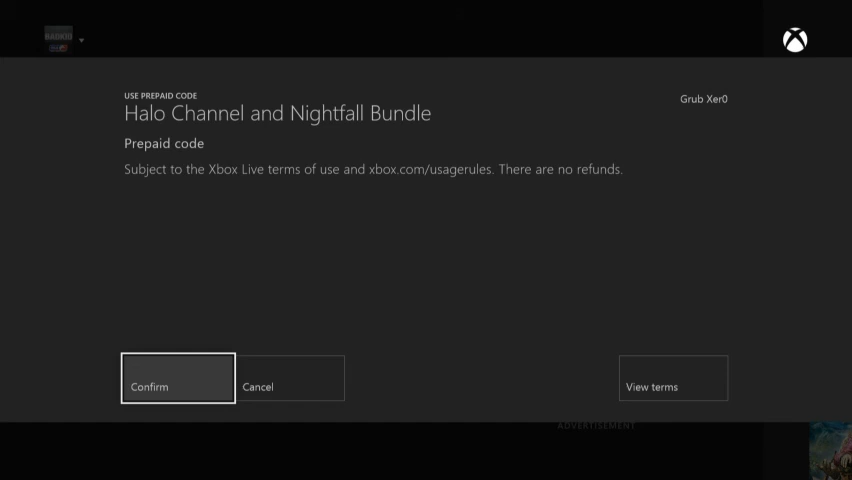 BADKID
USE PREPAID CODE
Halo Channel and Nightfall Bundle
Grub Xer0
Prepaid code
Subject to the Xbox Live terms of use and xbox.com/usagerules. There are no refunds.
Confirm
Cancel
View terms
ADVERTISEMENT